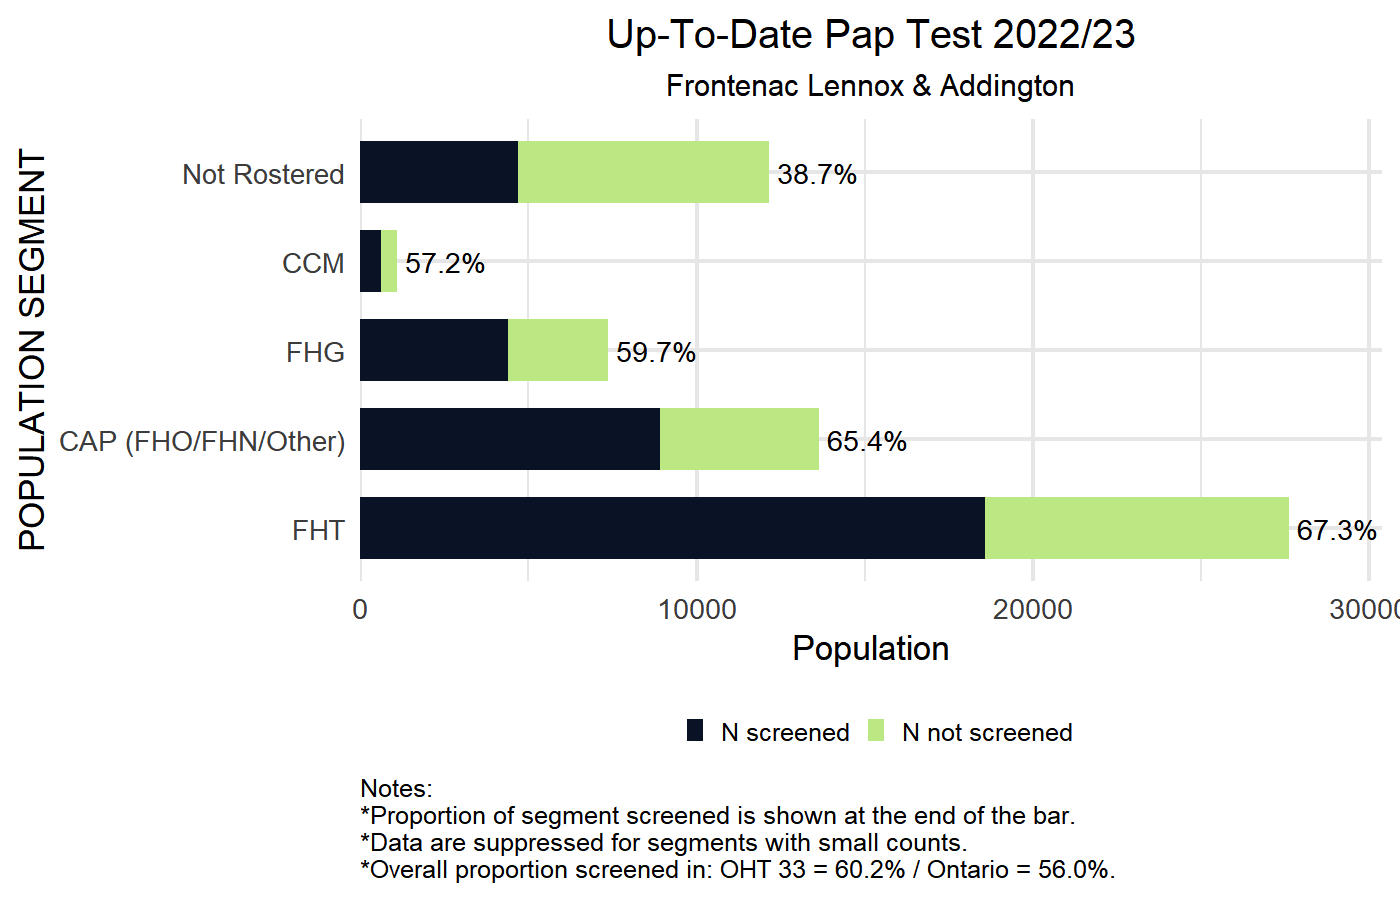 Up-To-Date Pap Test 2022/23
Frontenac Lennox & Addington
POPULATION SEGMENT
Not Rostered
38.7%
CCM
57.2%
FHG
59.7%
CAP (FHO/FHN/Other)
65.4%
FHT
67.3%
0
10000
20000
30000
Population
N screened
N not screened
Notes:
*Proportion of segment screened is shown at the end of the bar.
*Data are suppressed for segments with small counts.
*Overall proportion screened in: OHT 33 = 60.2% / Ontario = 56.0%.